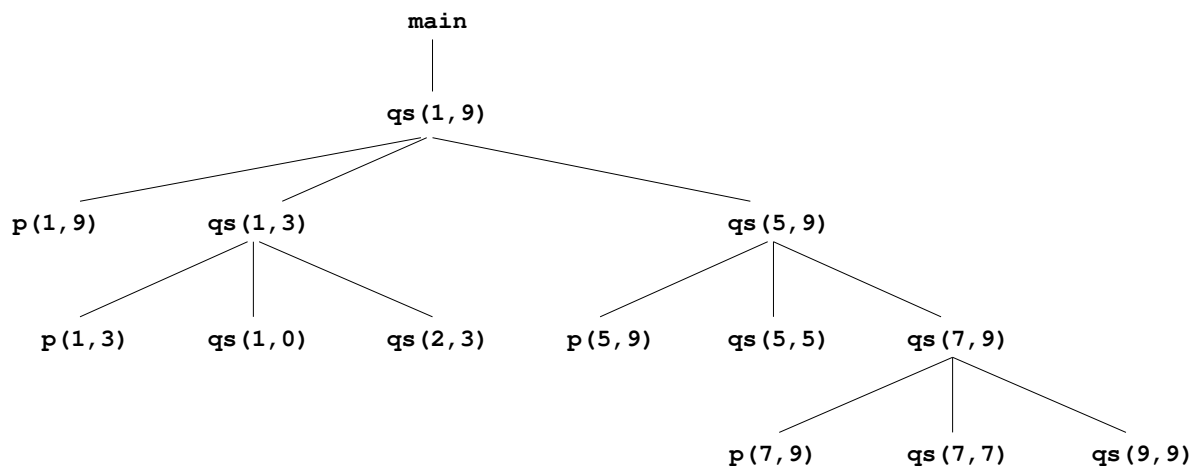 main
qs(1,9)
p(1,9) qs(1,3) qs(5,9)
p(1,3) qs(1,0) qs(2,3) p(5,9) qs(5,5) qs(7,9)
p(7,9) qs(7,7) qs(9,9)